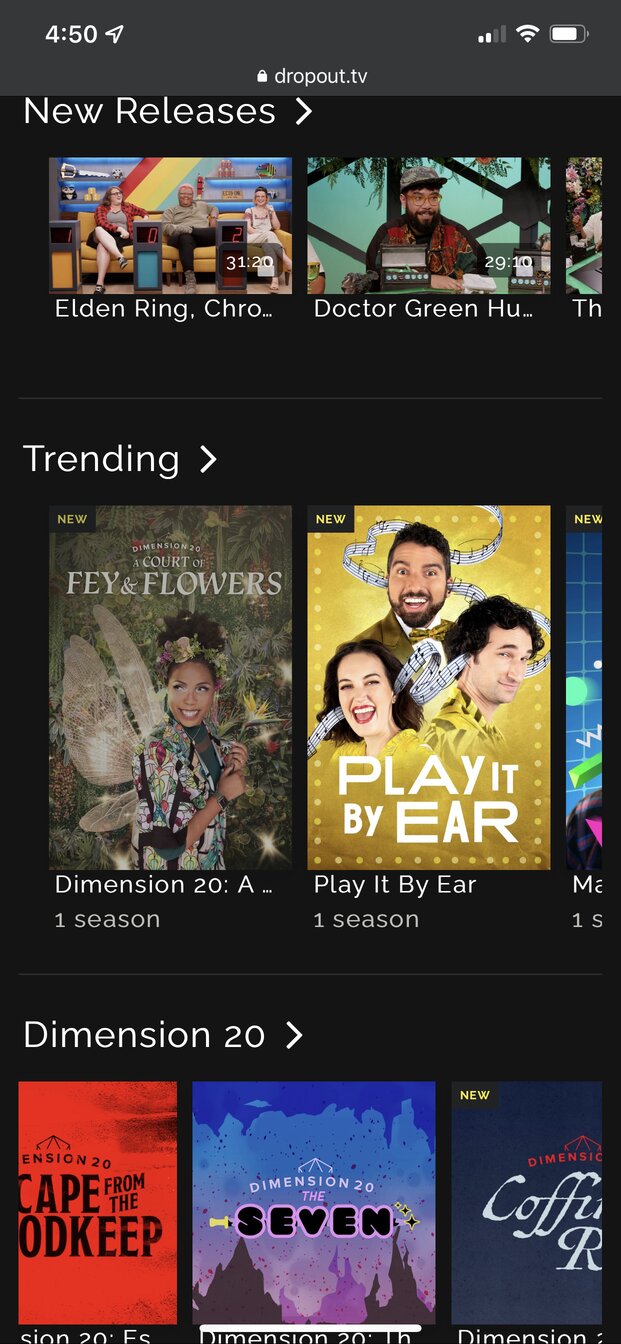 4:50
dropout.tv
New Releases
31:20
29:10
Elden Ring, Chro…
Doctor Green Hu…
Th
Trending
NEW
DIMENSION 20
A COURT OF
FEY & FLOWERS
NEW
PLAY IT
BY EAR
NEW
Dimension 20: A …
Play It By Ear
Ma
1 season
1 season
1 s
Dimension 20
ENSION 20
CAPE FROM
THE
ODKEEP
DIMENSION 20
THE
SEVEN
NEW
DIMENSIO
Coffi
R
sion 20: Es
Dimension 20: Th
Dimension 2